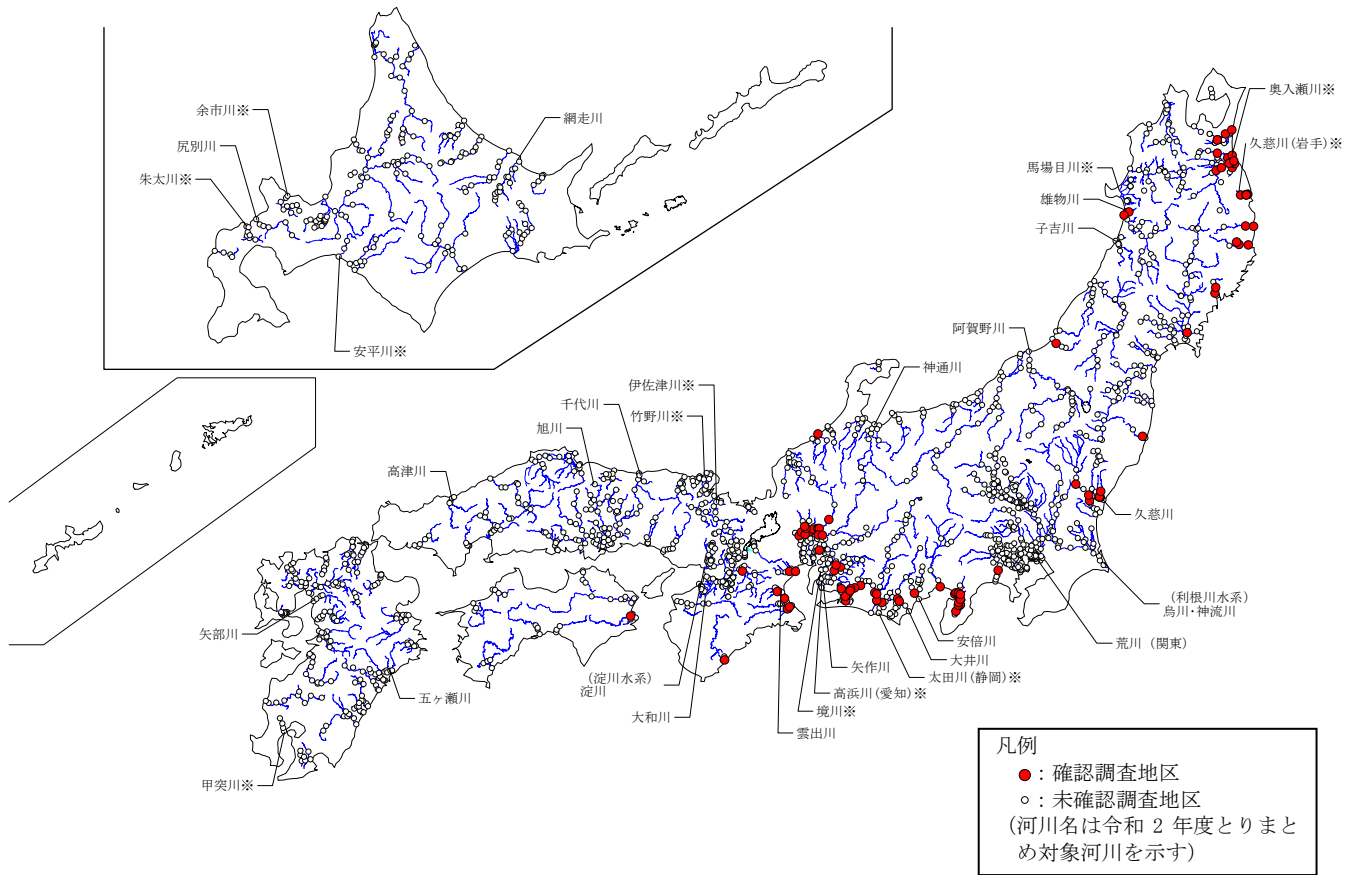 余市川※
尻別川
朱太川※
網走川
安平川※
奥入瀬川※
久慈川(岩手)※
馬場目川※
雄物川
子吉川
阿賀野川
神通川
伊佐津川※
千代川
竹野川※
旭川
高津川
久慈川
(利根川水系)
烏川･神流川
荒川 (関東)
安倍川
大井川
太田川(静岡)※
矢作川
高浜川(愛知)※
境川※
雲出川
(淀川水系)
淀川
大和川
矢部川
五ヶ瀬川
甲突川※
凡例
●：確認調査地区
○：未確認調査地区
(河川名は令和 2 年度とりまと
め対象河川を示す)